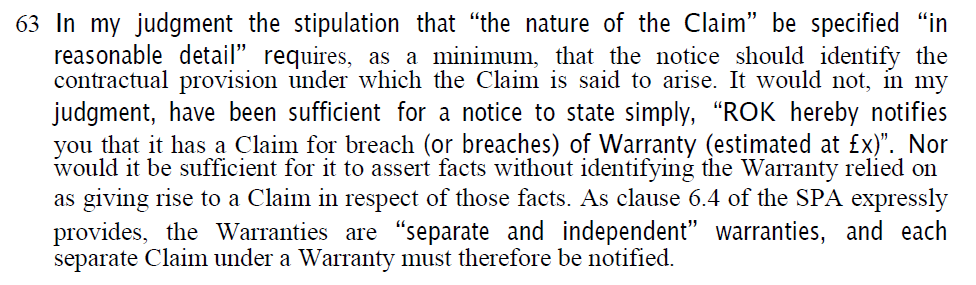 63 In my judgment the stipulation that “the nature of the Claim” be specified “in
reasonable detail” requires, as a minimum, that the notice should identify the
contractual provision under which the Claim is said to arise. It would not, in my
judgment, have been sufficient for a notice to state simply, “ROK hereby notifies
you that it has a Claim for breach (or breaches) of Warranty (estimated at £x)”. Nor
would it be sufficient for it to assert facts without identifying the Warranty relied on
as giving rise to a Claim in respect of those facts. As clause 6.4 of the SPA expressly
provides, the Warranties are “separate and independent” warranties, and each
separate Claim under a Warranty must therefore be notified.